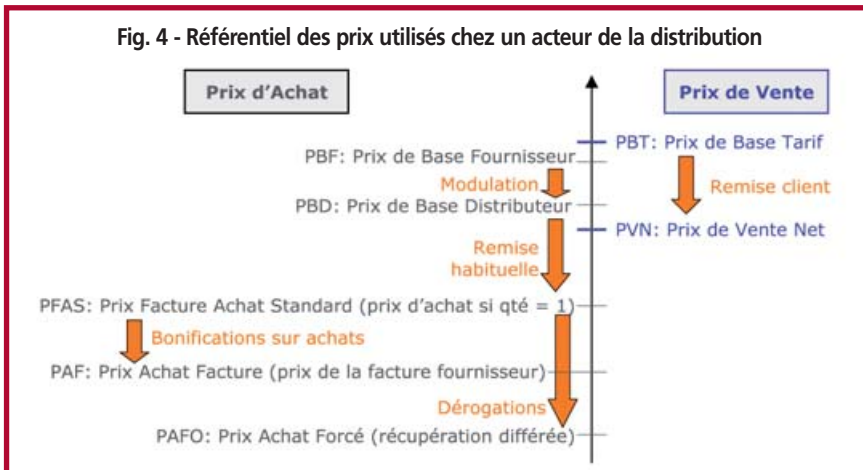 Fig. 4 - Référentiel des prix utilisés chez un acteur de la distribution
Prix d'Achat
Prix de Vente
PBT: Prix de Base Tarif
PBF: Prix de Base Fournisseur
Modulation
Remise client
PBD: Prix de Base Distributeur
PVN: Prix de Vente Net
Remise
habituelle
PFAS: Prix Facture Achat Standard (prix d'achat si qté = 1)
Bonifications sur achats
PAF: Prix Achat Facture (prix de la facture fournisseur)
Dérogations
PAFO: Prix Achat Forcé (récupération différée)